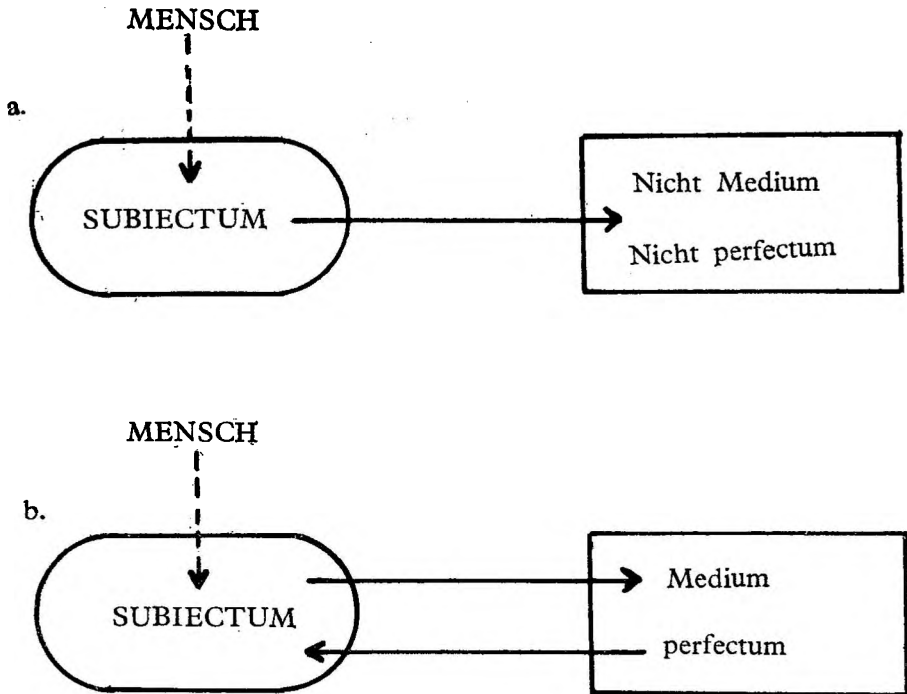 MENSCH
a.
SUBIECTUM
Nicht Medium
Nicht perfectum
MENSCH
b.
SUBIECTUM
Medium
perfectum